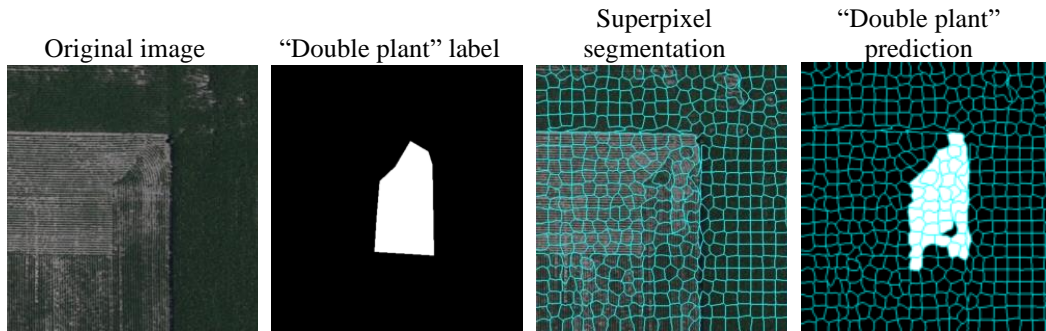 Original image
“Double plant” label
Superpixel
segmentation
“Double plant”
prediction